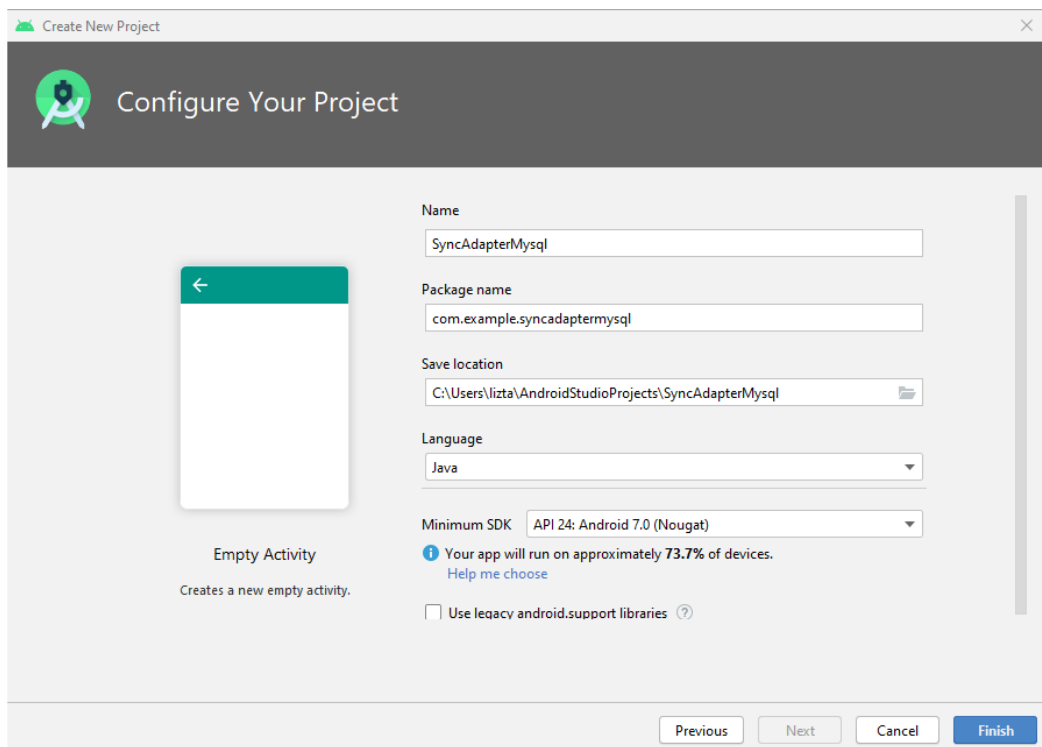 Create New Project
Configure Your Project
Name
SyncAdapterMysql
Package name
com.example.syncadaptermysql
Save location
C:\Users\lizta\AndroidStudioProjects\SyncAdapterMysql
Language
Java
Minimum SDK API 24: Android 7.0 (Nougat)
Your app will run on approximately 73.7% of devices.
Help me choose
Use legacy android.support libraries ?
Empty Activity
Creates a new empty activity.
Previous Next Cancel Finish